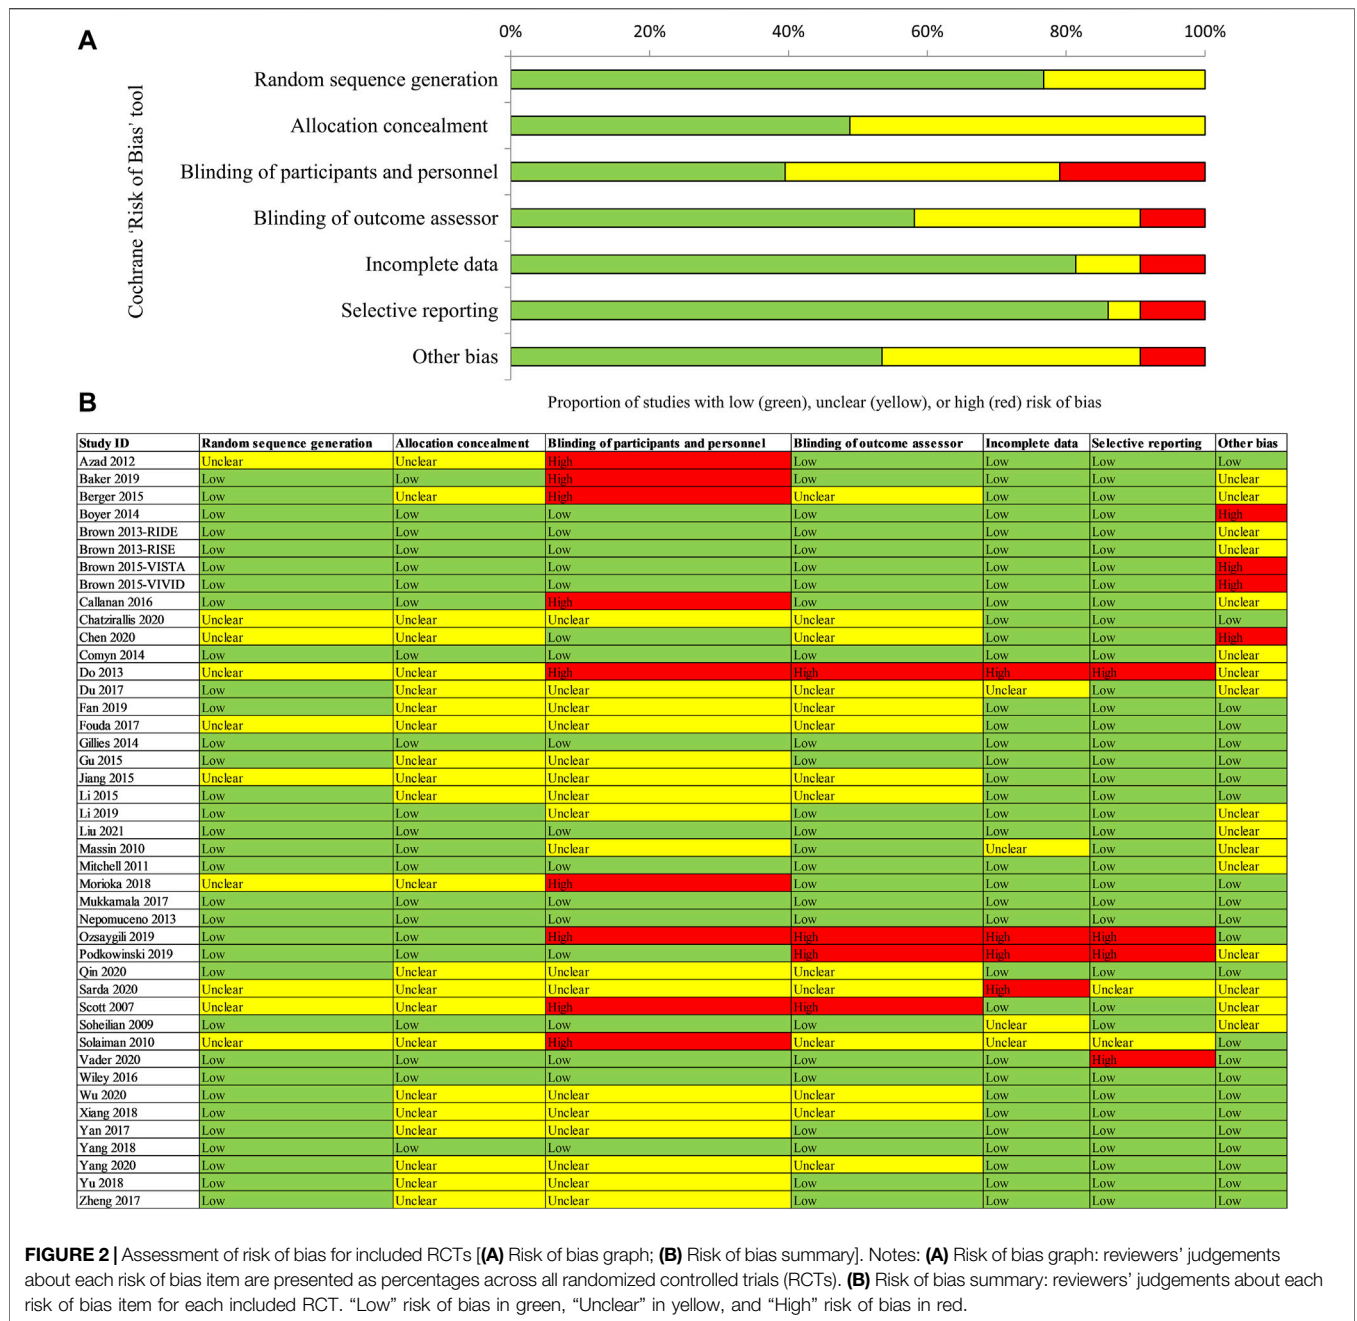 A
0% 20% 40% 60% 80% 100%
Cochrane 'Risk of Bias' tool
Random sequence generation
Allocation concealment
Blinding of participants and personnel
Blinding of outcome assessor
Incomplete data
Selective reporting
Other bias
Proportion of studies with low (green), unclear (yellow), or high (red) risk of bias
B
Study ID Random sequence generation Allocation concealment Blinding of participants and personnel Blinding of outcome assessor Incomplete data Selective reporting Other bias
Azad 2012 Unclear Unclear High Low Low Low Low
Baker 2019 Low Low High Low Low Low Unclear
Berger 2015 Low Unclear High Unclear Low Low Unclear
Boyer 2014 Low Low Low Low Low Low High
Brown 2013-RIDE Low Low Low Low Low Low Unclear
Brown 2013-RISE Low Low Low Low Low Low Unclear
Brown 2015-VISTA Low Low Low Low Low Low High
Brown 2015-VIVID Low Low Low Low Low Low High
Callanan 2016 Low Low High Low Low Low Unclear
Chatzirallis 2020 Unclear Unclear Unclear Unclear Low Low Low
Chen 2020 Unclear Unclear Low Unclear Low Low High
Comyn 2014 Low Low Low Low Low Low Unclear
Do 2013 Unclear Unclear High High High High Unclear
Du 2017 Low Unclear Unclear Unclear Unclear Low Unclear
Fan 2019 Low Unclear Unclear Unclear Low Low Low
Fouda 2017 Unclear Unclear Unclear Unclear Low Low Low
Gillies 2014 Low Low Low Low Low Low Low
Gu 2015 Low Unclear Unclear Low Low Low Low
Jiang 2015 Unclear Unclear Unclear Unclear Low Low Low
Li 2015 Low Unclear Unclear Unclear Low Low Low
Li 2019 Low Low Unclear Low Low Low Unclear
Liu 2021 Low Low Low Low Low Low Unclear
Massin 2010 Low Low Unclear Low Unclear Low Unclear
Mitchell 2011 Low Low Low Low Low Low Unclear
Morioka 2018 Unclear Unclear High Low Low Low Low
Mukkamala 2017 Low Low Low Low Low Low Low
Nepomuceno 2013 Low Low Low Low Low Low Low
Ozsaygili 2019 Low Low High High High High Low
Podkowinski 2019 Low Low Low High High High Unclear
Qin 2020 Low Unclear Unclear Unclear Low Low Low
Sarda 2020 Unclear Unclear Unclear Unclear High Unclear Unclear
Scott 2007 Unclear Unclear High High Low Low Unclear
Soheilian 2009 Low Low Low Low Unclear Low Unclear
Solaiman 2010 Unclear Unclear High Unclear Unclear Unclear Low
Vader 2020 Low Low Low Low Low High Low
Wiley 2016 Low Low Low Low Low Low Low
Wu 2020 Low Unclear Unclear Unclear Low Low Low
Xiang 2018 Low Unclear Unclear Unclear Low Low Low
Yan 2017 Low Unclear Unclear Low Low Low Low
Yang 2018 Low Low Low Low Low Low Low
Yang 2020 Low Unclear Unclear Unclear Low Low Low
Yu 2018 Low Unclear Unclear Low Low Low Low
Zheng 2017 Low Unclear Unclear Low Low Low Low
FIGURE 2 | Assessment of risk of bias for included RCTs [(A) Risk of bias graph; (B) Risk of bias summary]. Notes: (A) Risk of bias graph: reviewers' judgements
about each risk of bias item are presented as percentages across all randomized controlled trials (RCTs). (B) Risk of bias summary: reviewers' judgements about each
risk of bias item for each included RCT. "Low" risk of bias in green, "Unclear" in yellow, and "High" risk of bias in red.